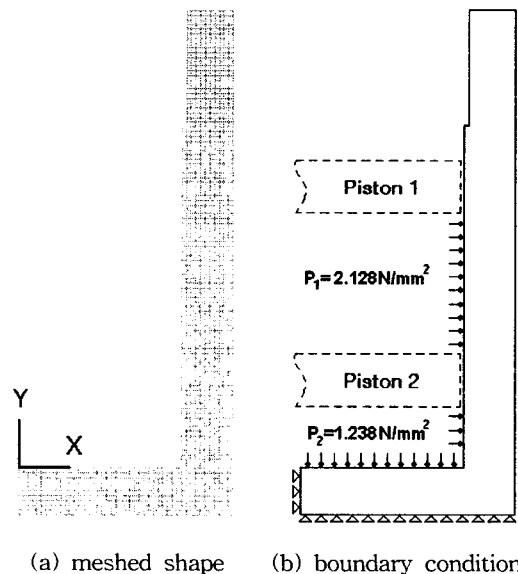 Piston 1
P₁=2.128N/mm²
Piston 2
P₂=1.238N/mm²
Y
X
(a) meshed shape
(b) boundary condition